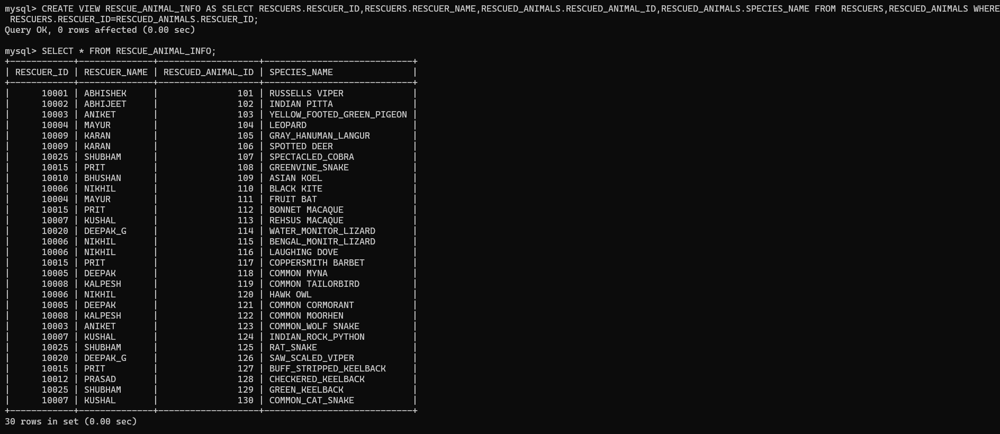 mysql> CREATE VIEW RESCUE_ANIMAL_INFO AS SELECT RESCUERS.RESCUER_ID,RESCUERS.RESCUER_NAME,RESCUED_ANIMALS.RESCUED_ANIMAL_ID,RESCUED_ANIMALS.SPECIES_NAME FROM RESCUERS,RESCUED_ANIMALS WHERE
 RESCUERS.RESCUER_ID=RESCUED_ANIMALS.RESCUER_ID;
Query OK, 0 rows affected (0.00 sec)

mysql> SELECT * FROM RESCUE_ANIMAL_INFO;
+------------+--------------+-------------------+----------------------------+
| RESCUER_ID | RESCUER_NAME | RESCUED_ANIMAL_ID | SPECIES_NAME               |
+------------+--------------+-------------------+----------------------------+
|      10001 | ABHISHEK     |               101 | RUSSELLS VIPER             |
|      10002 | ABHIJEET     |               102 | INDIAN PITTA               |
|      10003 | ANIKET       |               103 | YELLOW_FOOTED_GREEN_PIGEON |
|      10004 | MAYUR        |               104 | LEOPARD                    |
|      10009 | KARAN        |               105 | GRAY_HANUMAN_LANGUR        |
|      10009 | KARAN        |               106 | SPOTTED DEER               |
|      10025 | SHUBHAM      |               107 | SPECTACLED_COBRA           |
|      10015 | PRIT         |               108 | GREENVINE_SNAKE            |
|      10010 | BHUSHAN      |               109 | ASIAN KOEL                 |
|      10006 | NIKHIL       |               110 | BLACK KITE                 |
|      10004 | MAYUR        |               111 | FRUIT BAT                  |
|      10015 | PRIT         |               112 | BONNET MACAQUE             |
|      10007 | KUSHAL       |               113 | REHSUS MACAQUE             |
|      10020 | DEEPAK_G     |               114 | WATER_MONITOR_LIZARD       |
|      10006 | NIKHIL       |               115 | BENGAL_MONITR_LIZARD       |
|      10006 | NIKHIL       |               116 | LAUGHING DOVE              |
|      10015 | PRIT         |               117 | COPPERSMITH BARBET         |
|      10005 | DEEPAK       |               118 | COMMON MYNA                |
|      10008 | KALPESH      |               119 | COMMON TAILORBIRD          |
|      10006 | NIKHIL       |               120 | HAWK OWL                   |
|      10005 | DEEPAK       |               121 | COMMON CORMORANT           |
|      10008 | KALPESH      |               122 | COMMON MOORHEN             |
|      10003 | ANIKET       |               123 | COMMON_WOLF SNAKE          |
|      10007 | KUSHAL       |               124 | INDIAN_ROCK_PYTHON         |
|      10025 | SHUBHAM      |               125 | RAT_SNAKE                  |
|      10020 | DEEPAK_G     |               126 | SAW_SCALED_VIPER           |
|      10015 | PRIT         |               127 | BUFF_STRIPPED_KEELBACK     |
|      10012 | PRASAD       |               128 | CHECKERED_KEELBACK         |
|      10025 | SHUBHAM      |               129 | GREEN_KEELBACK             |
|      10007 | KUSHAL       |               130 | COMMON_CAT_SNAKE           |
+------------+--------------+-------------------+----------------------------+
30 rows in set (0.00 sec)